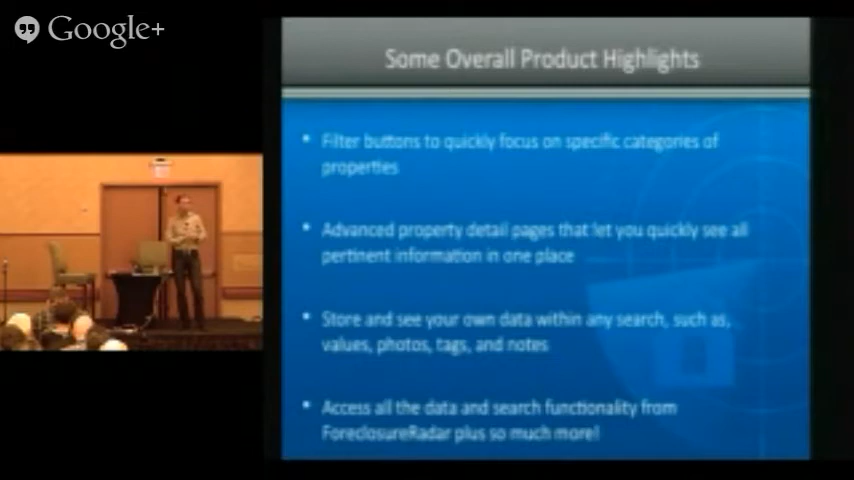 Google+
Some Overall Product Highlights
• Filter buttons to quickly focus on specific categories of
properties
• Advanced property detail pages that let you quickly see all
pertinent information in one place
• Store and see your own data within any search, such as,
values, photos, tags, and notes
• Access all the data and search functionality from
ForeclosureRadar plus so much more!